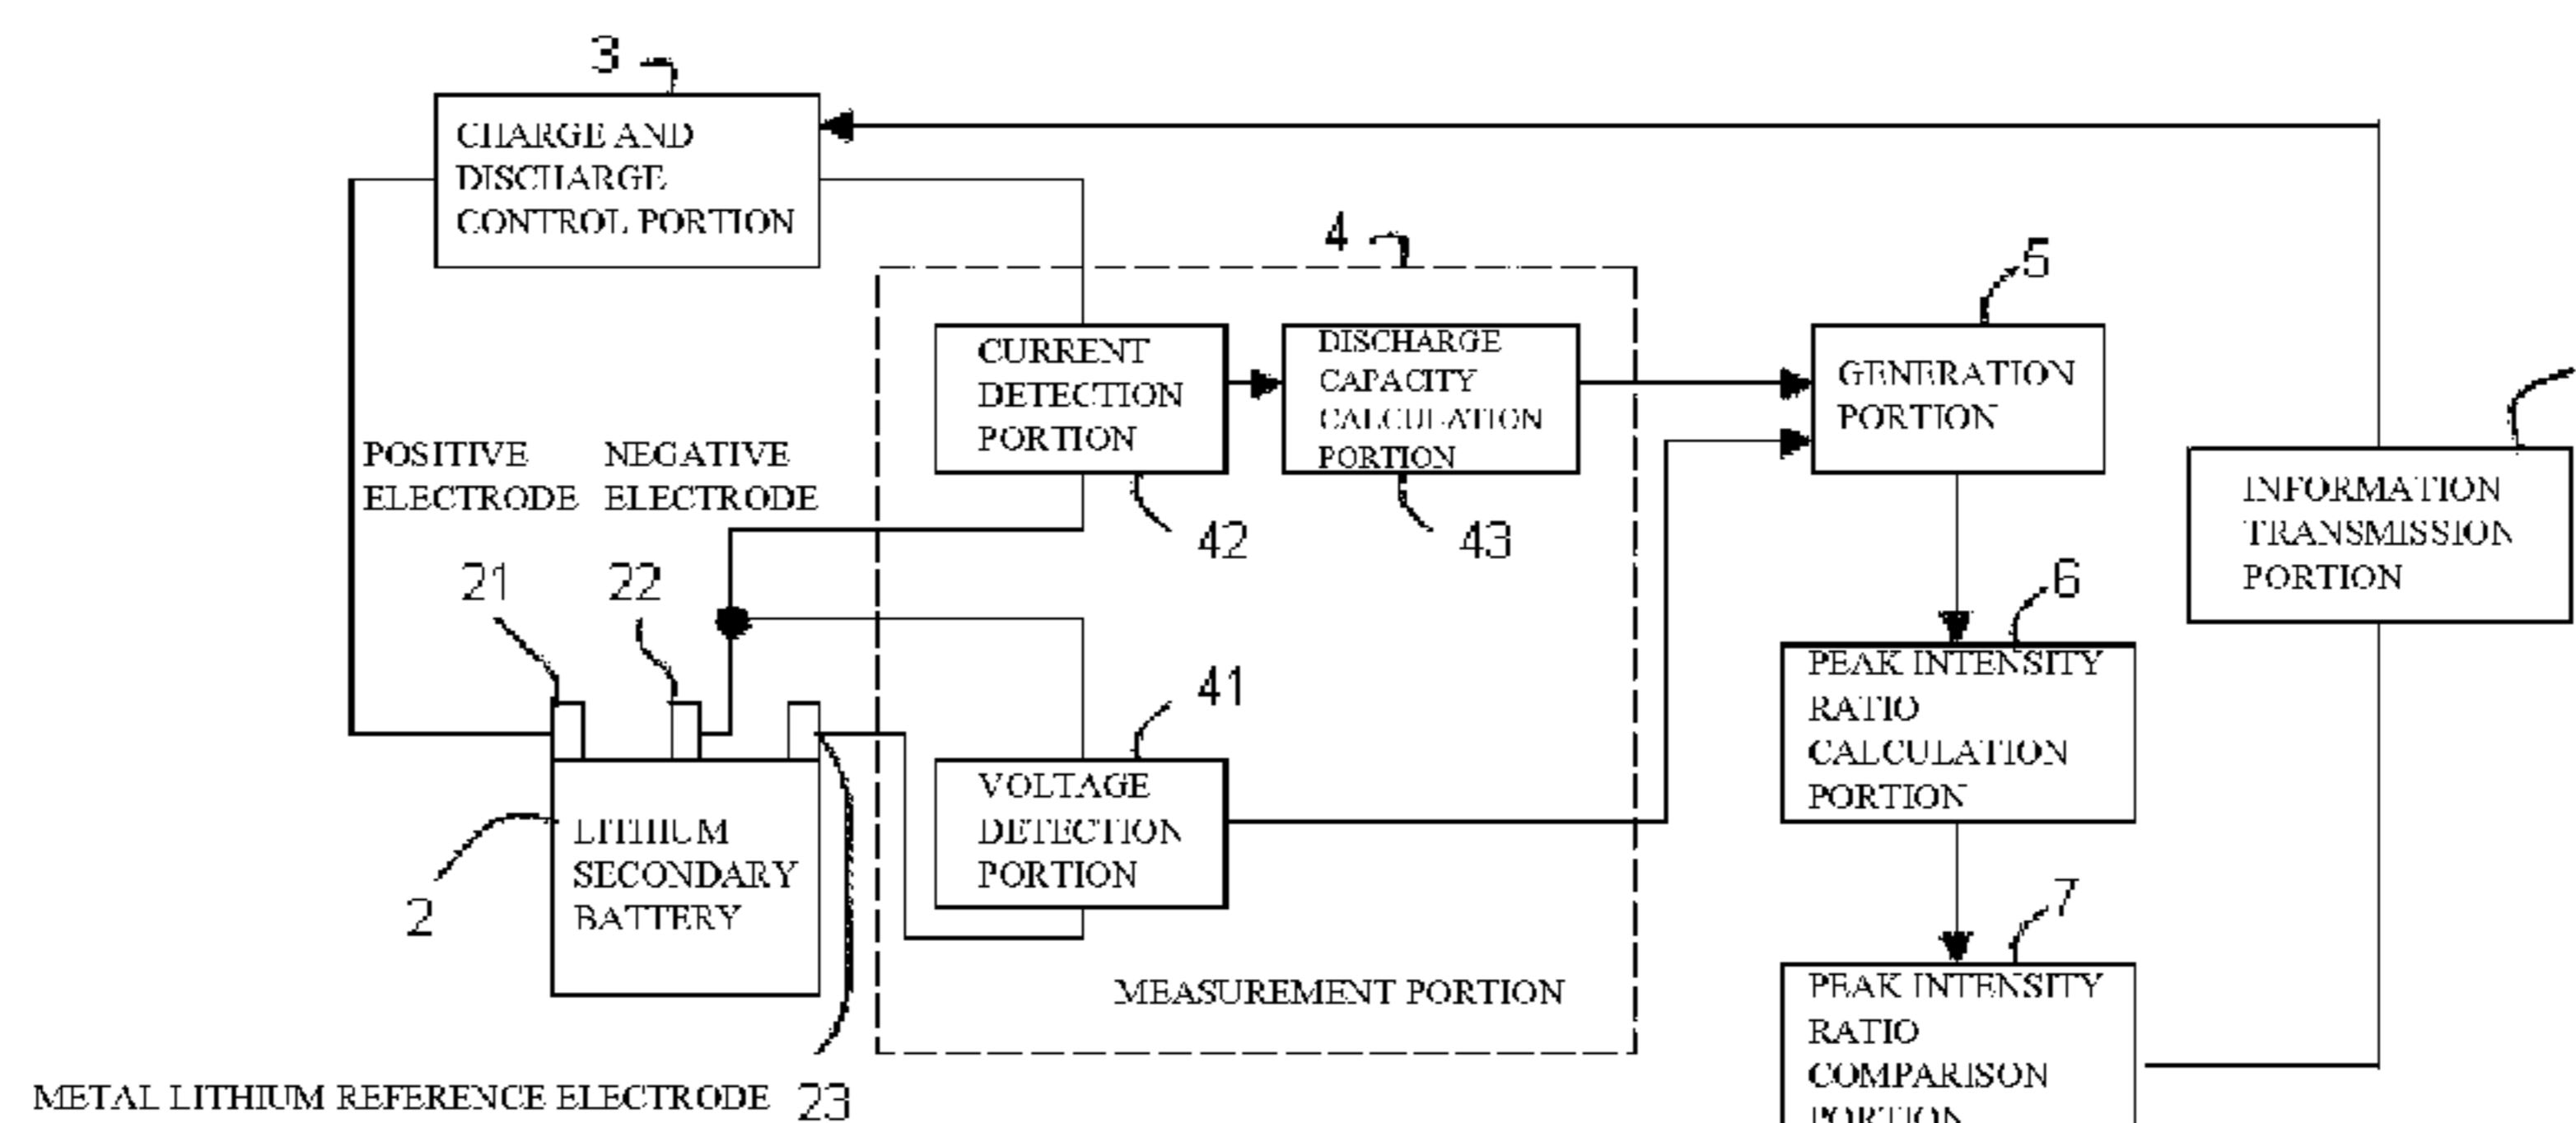 3
CHARGE AND
DISCHARGE
CONTROL PORTION
4
5
CURRENT
DETECTION
PORTION
DISCHARGE
CAPACITY
CALCULATION
PORTION
GENERATION
PORTION
POSITIVE
ELECTRODE
NEGATIVE
ELECTRODE
42
43
INFORMATION
TRANSMISSION
PORTION
21
22
6
PEAK INTENSITY
RATIO
CALCULATION
PORTION
41
VOLTAGE
DETECTION
PORTION
LITHIUM
SECONDARY
BATTERY
2
7
MEASUREMENT PORTION
PEAK INTENSITY
RATIO
COMPARISON
PORTION
METAL LITHIUM REFERENCE ELECTRODE 23